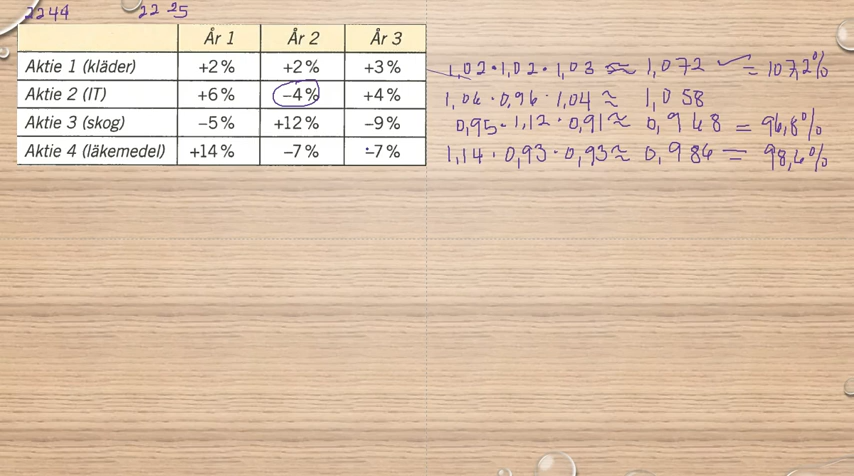 2244 22 25
År 1 År 2 År 3
Aktie 1 (kläder) +2 % +2 % +3 % 1,02 · 1,02 · 1,03 ≈ 1,072 ✓ = 107,2%
Aktie 2 (IT) +6 % −4 % +4 % 1,06 · 0,96 · 1,04 ≈ 1,058
Aktie 3 (skog) −5 % +12 % −9 % 0,95 · 1,12 · 0,91 ≈ 0,968 = 96,8%
Aktie 4 (läkemedel) +14 % −7 % −7 % 1,14 · 0,93 · 0,93 ≈ 0,986 = 98,6%